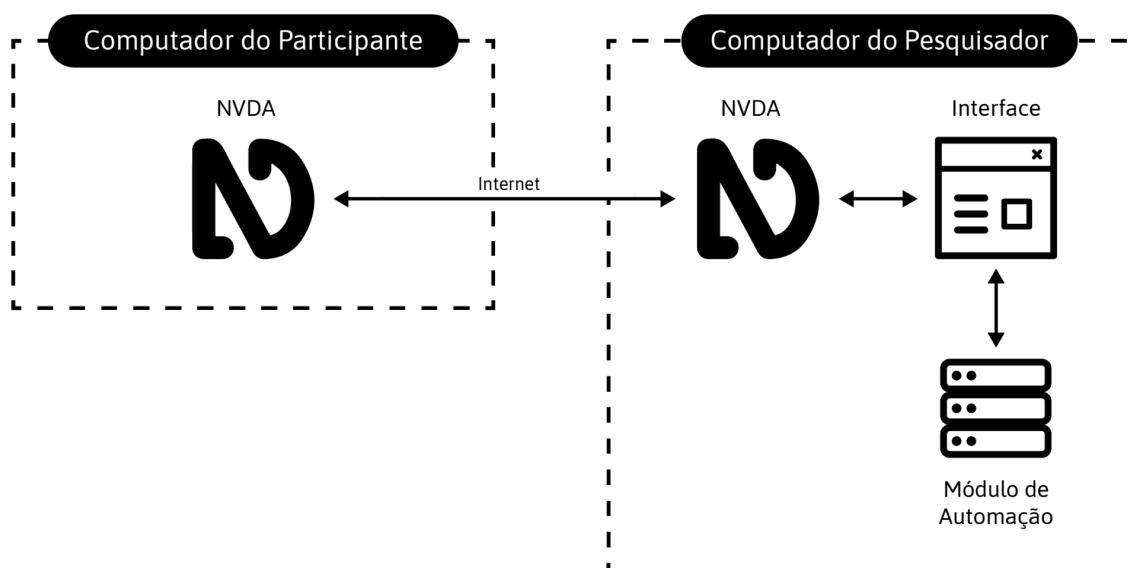 Computador do Participante
Computador do Pesquisador
NVDA
Internet
NVDA
Interface
Módulo de
Automação